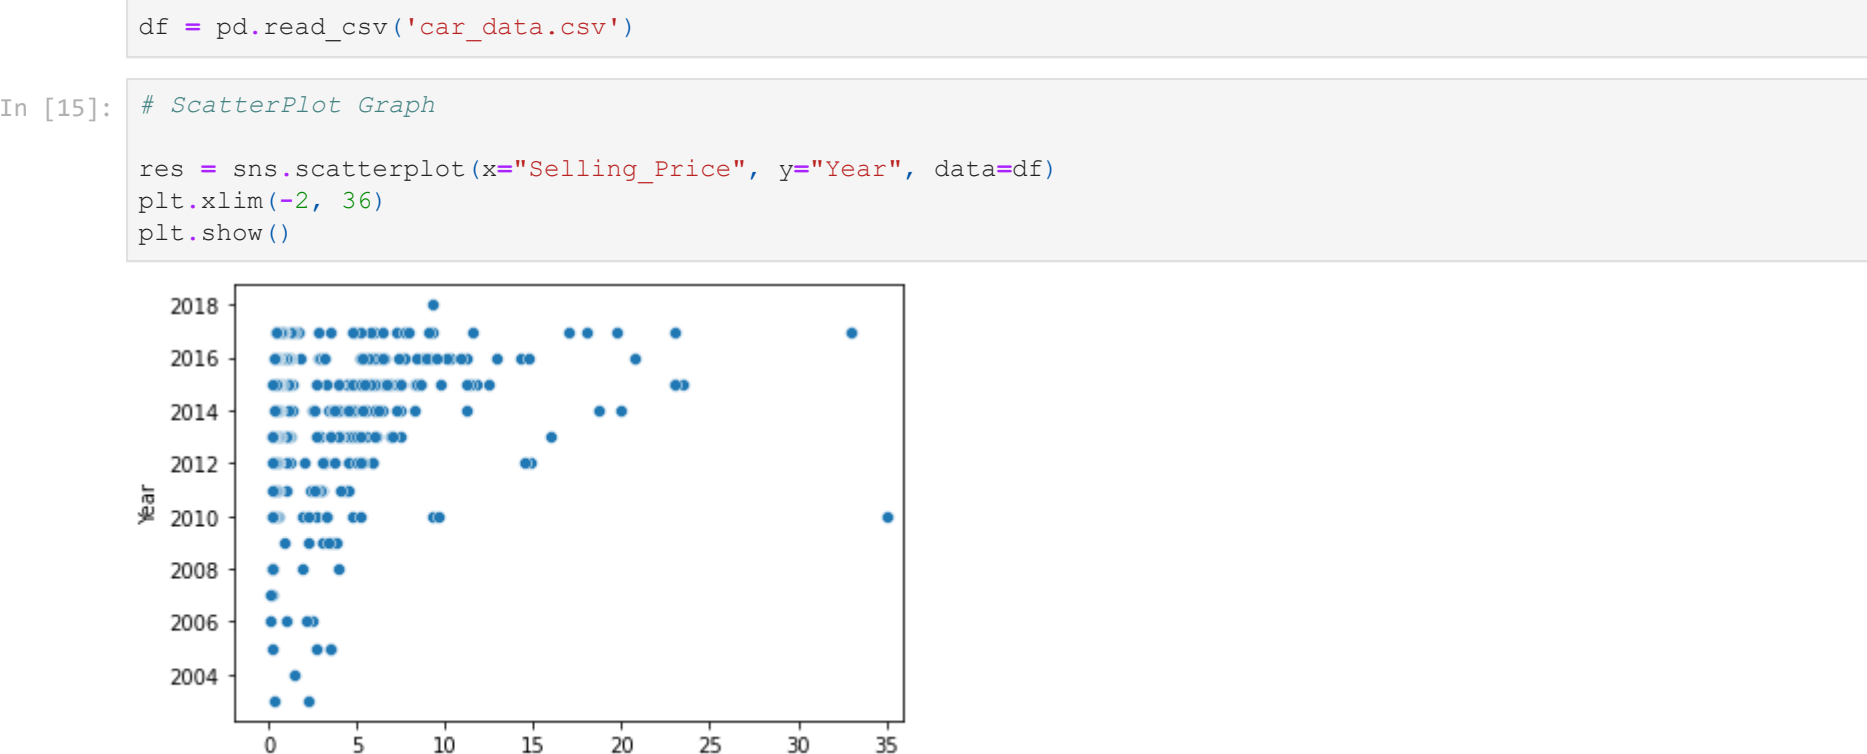 df = pd.read_csv('car_data.csv')
In [15]:
# ScatterPlot Graph
res = sns.scatterplot(x="Selling_Price", y="Year", data=df)
plt.xlim(-2, 36)
plt.show()
2018
2016
2014
2012
2010
2008
2006
2004
Year
0 5 10 15 20 25 30 35